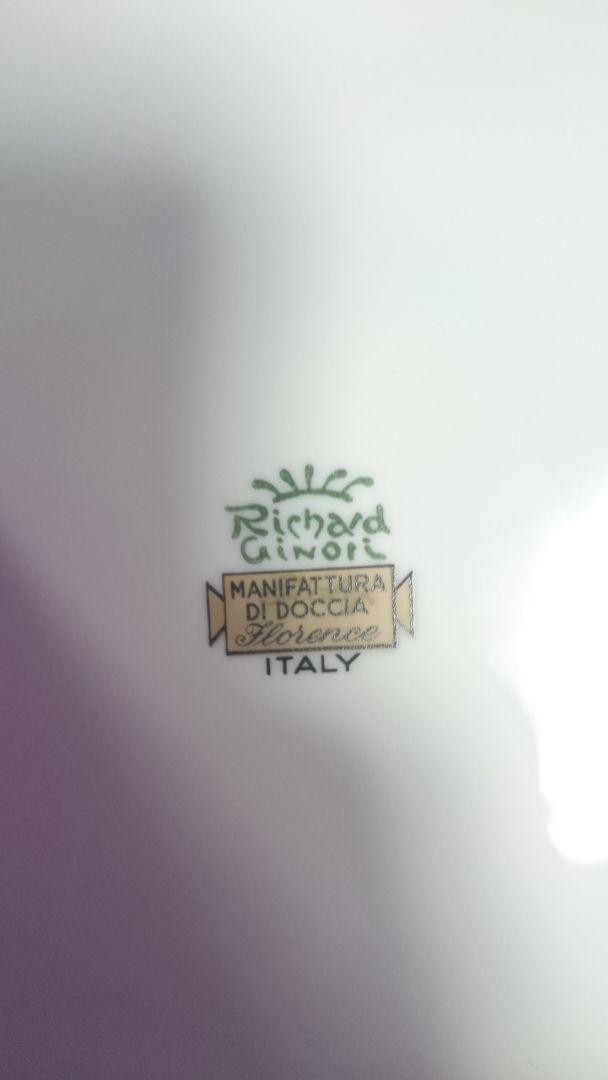 Richard
Ginori
MANIFATTURA
DI DOCCIA
Florence
ITALY